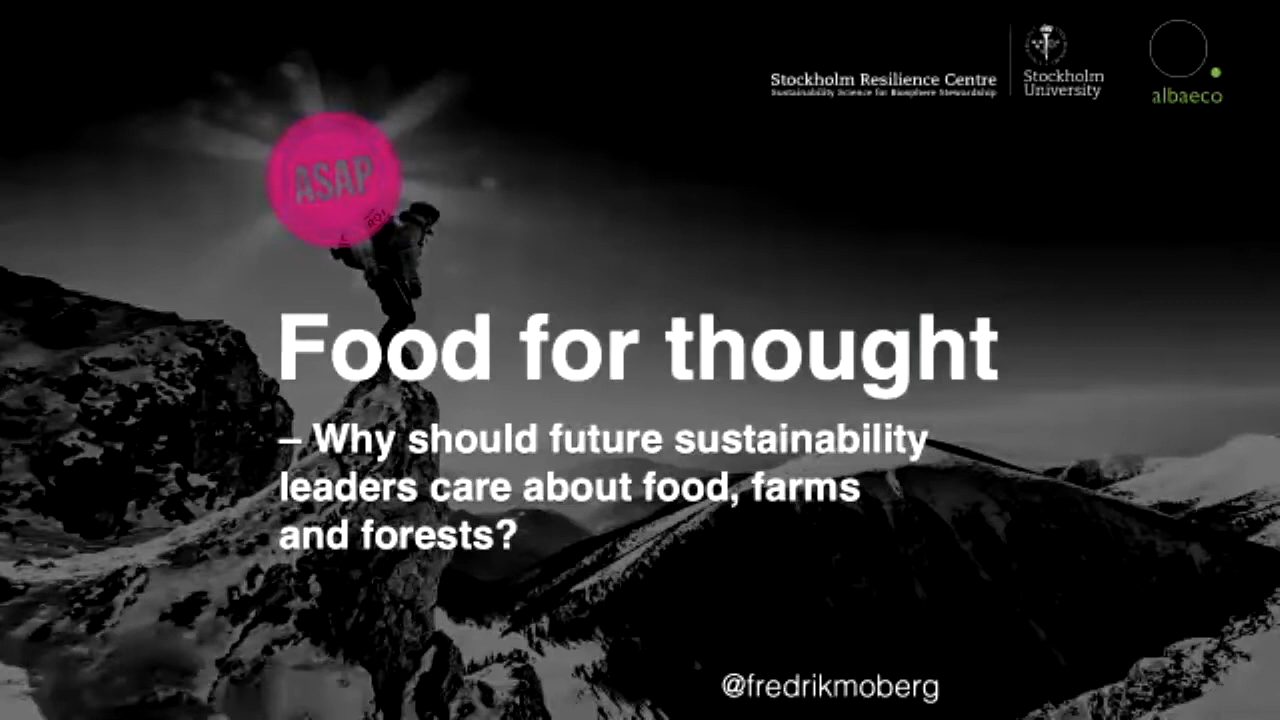 Stockholm Resilience Centre
Sustainability Science for Biosphere Stewardship
Stockholm
University
albaeco
ASAP
Food for thought
– Why should future sustainability
leaders care about food, farms
and forests?
@fredrikmoberg